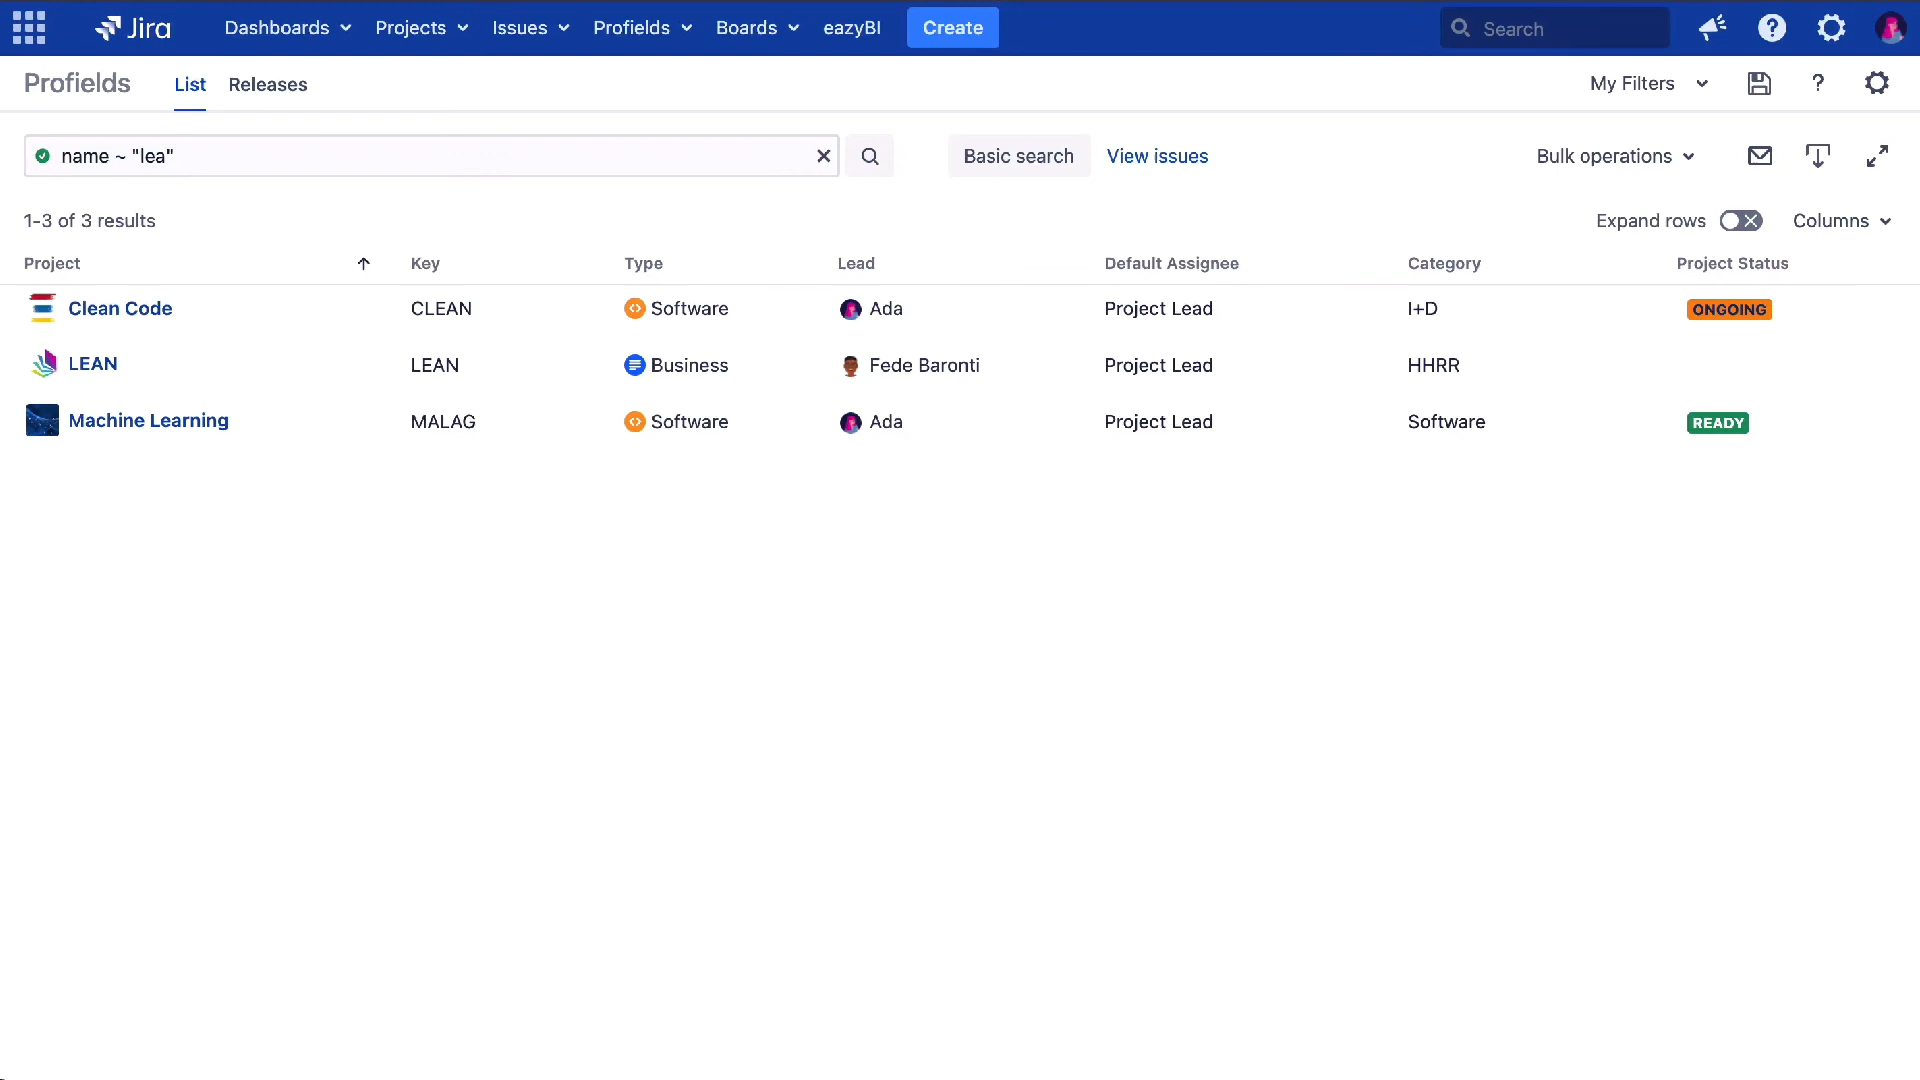 Jira Dashboards Projects Issues Profields Boards eazyBI Create Search
Profields List Releases My Filters
name ~ "lea" Basic search View issues Bulk operations
1-3 of 3 results Expand rows Columns
Project Key Type Lead Default Assignee Category Project Status
Clean Code CLEAN Software Ada Project Lead I+D ONGOING
LEAN LEAN Business Fede Baronti Project Lead HHRR
Machine Learning MALAG Software Ada Project Lead Software READY